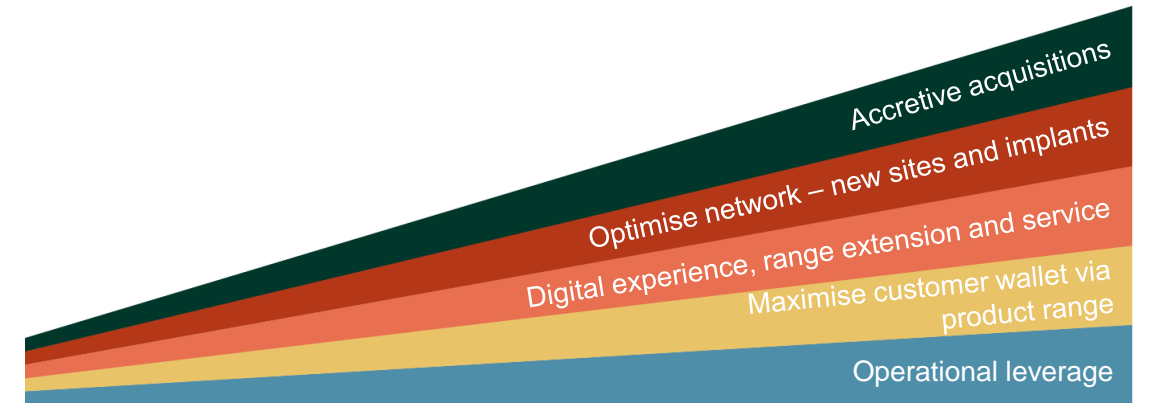 Accretive acquisitions
Optimise network – new sites and implants
Digital experience, range extension and service
Maximise customer wallet via
product range
Operational leverage